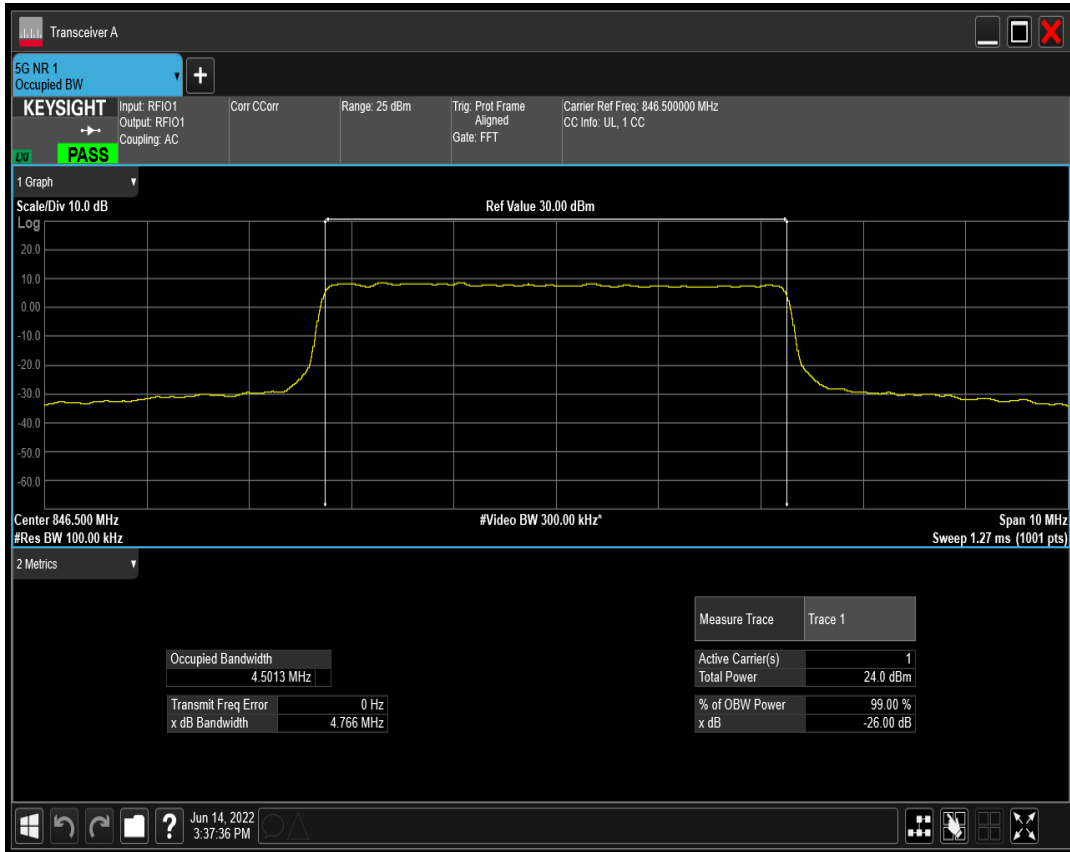 Transceiver A
5G NR 1
Occupied BW
+
KEYSIGHT
LXI
PASS
Input: RFIO1
Output: RFIO1
Coupling: AC
Corr CCorr
Range: 25 dBm
Trig: Prot Frame
Aligned
Gate: FFT
Carrier Ref Freq: 846.500000 MHz
CC Info: UL, 1 CC
1 Graph
Scale/Div 10.0 dB
Ref Value 30.00 dBm
Log
20.0
10.0
0.00
-10.0
-20.0
-30.0
-40.0
-50.0
-60.0
Center 846.500 MHz
#Video BW 300.00 kHz*
Span 10 MHz
#Res BW 100.00 kHz
Sweep 1.27 ms (1001 pts)
2 Metrics
Measure Trace Trace 1
Occupied Bandwidth
4.5013 MHz
Active Carrier(s) 1
Total Power 24.0 dBm
Transmit Freq Error 0 Hz
x dB Bandwidth 4.766 MHz
% of OBW Power 99.00 %
x dB -26.00 dB
?
Jun 14, 2022
3:37:36 PM